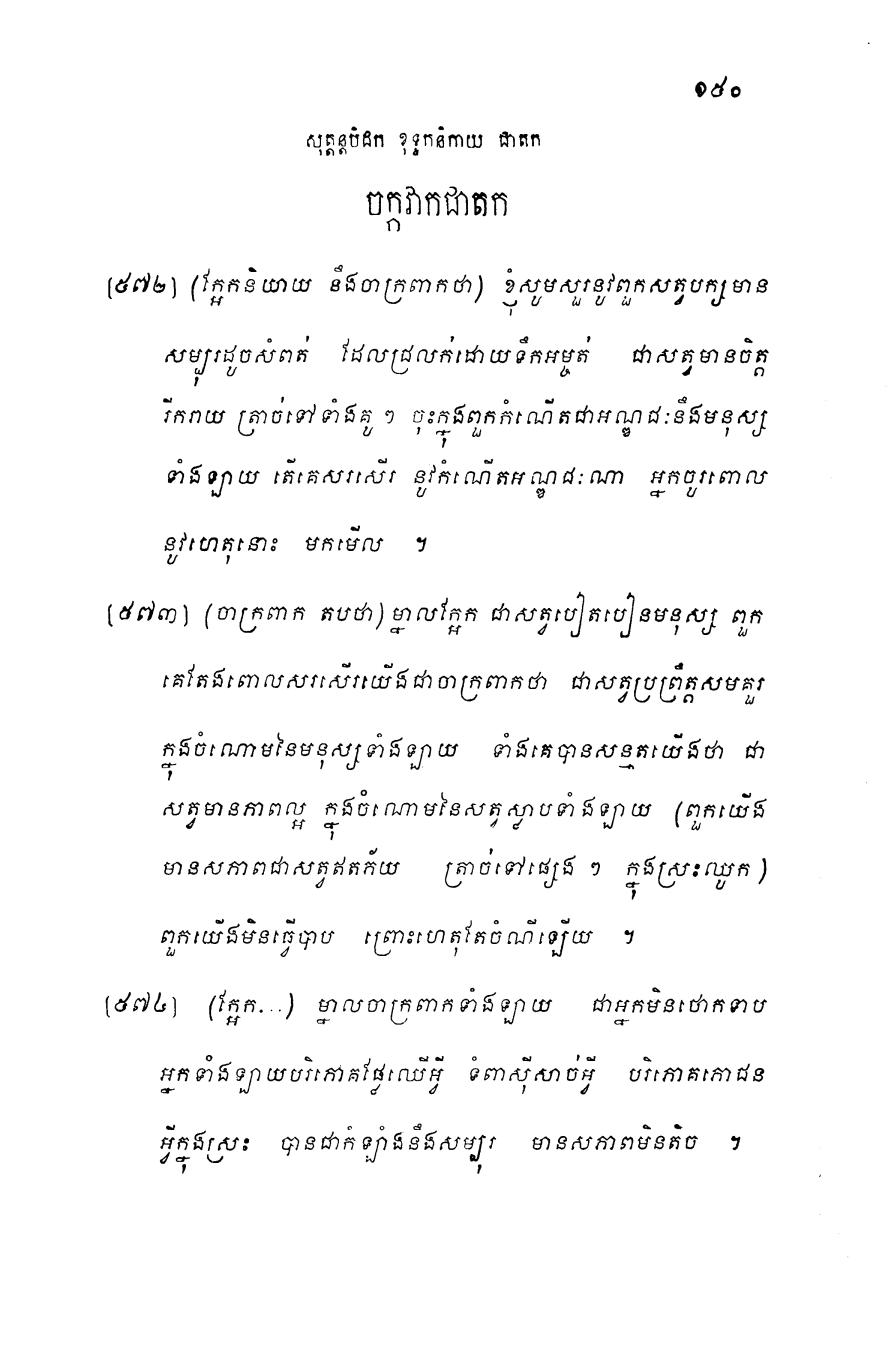 ១៥០
សុត្តន្តបិដក ខុទ្ទកនិកាយ ជាតក
ចក្កវាកជាតក
[៥៧២] (ក្អែកនិយាយ នឹងចាក្រពាកថា) ខ្ញុំសូមសួរនូវពួកសត្វបក្សមាន
សម្បុរដូចសំពត់ ដែលជ្រលក់ដោយទឹកអម្ចត់ ជាសត្វមានចិត្ត
រីករាយ ត្រាច់ទៅទាំងគូ ៗ ចុះក្នុងពួកកំណើតជាអណ្ឌជៈនឹងមនុស្ស
ទាំងឡាយ តើគេសរសើរ នូវកំណើតអណ្ឌជៈណា អ្នកចូរពោល
នូវហេតុនោះ មកមើល ។
[៥៧៣] (ចាក្រពាក តបថា) ម្នាលក្អែក ជាសត្វបៀតបៀនមនុស្ស ពួក
គេតែងពោលសរសើរយើងជាចាក្រពាកថា ជាសត្វប្រព្រឹត្តសមគួរ
ក្នុងចំណោមនៃមនុស្សទាំងឡាយ ទាំងគេបានសន្មតយើងថា ជា
សត្វមានភាពល្អ ក្នុងចំណោមនៃសត្វស្លាបទាំងឡាយ (ពួកយើង
មានសភាពជាសត្វឥតភ័យ ត្រាច់ទៅផ្សេង ៗ ក្នុងស្រះឈូក)
ពួកយើងមិនធ្វើបាប ព្រោះហេតុតែចំណីឡើយ ។
[៥៧៤] (ក្អែក...) ម្នាលចាក្រពាកទាំងឡាយ ជាអ្នកមិនថោកទាប
អ្នកទាំងឡាយបរិភោគផ្លែឈើអ្វី ទំពាស៊ីសាច់អ្វី បរិភោគភោជន
អ្វីក្នុងស្រះ បានជាកំឡាំងនឹងសម្បុរ មានសភាពមិនតិច ។